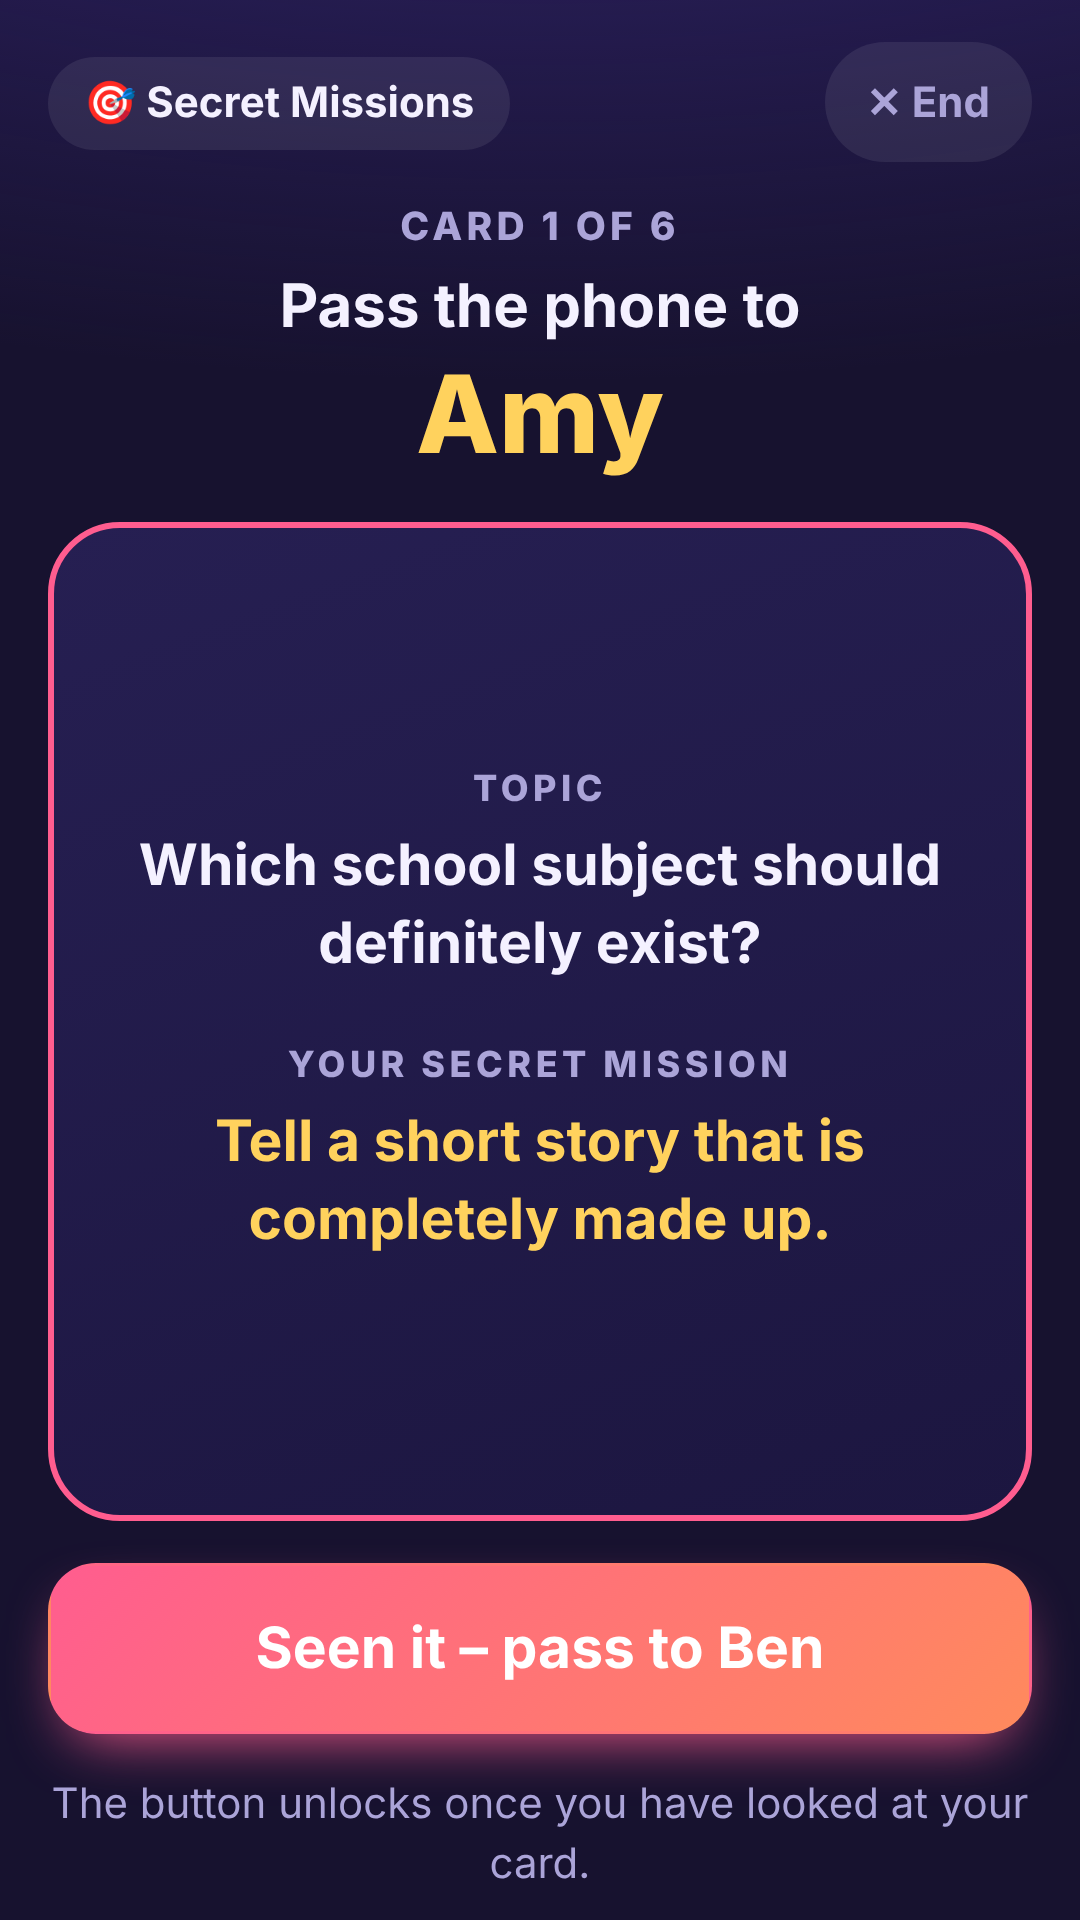 🎯 Secret Missions
✕ End
CARD 1 OF 6
Pass the phone to
Amy
TOPIC
Which school subject should
definitely exist?
YOUR SECRET MISSION
Tell a short story that is
completely made up.
Seen it – pass to Ben
The button unlocks once you have looked at your
card.